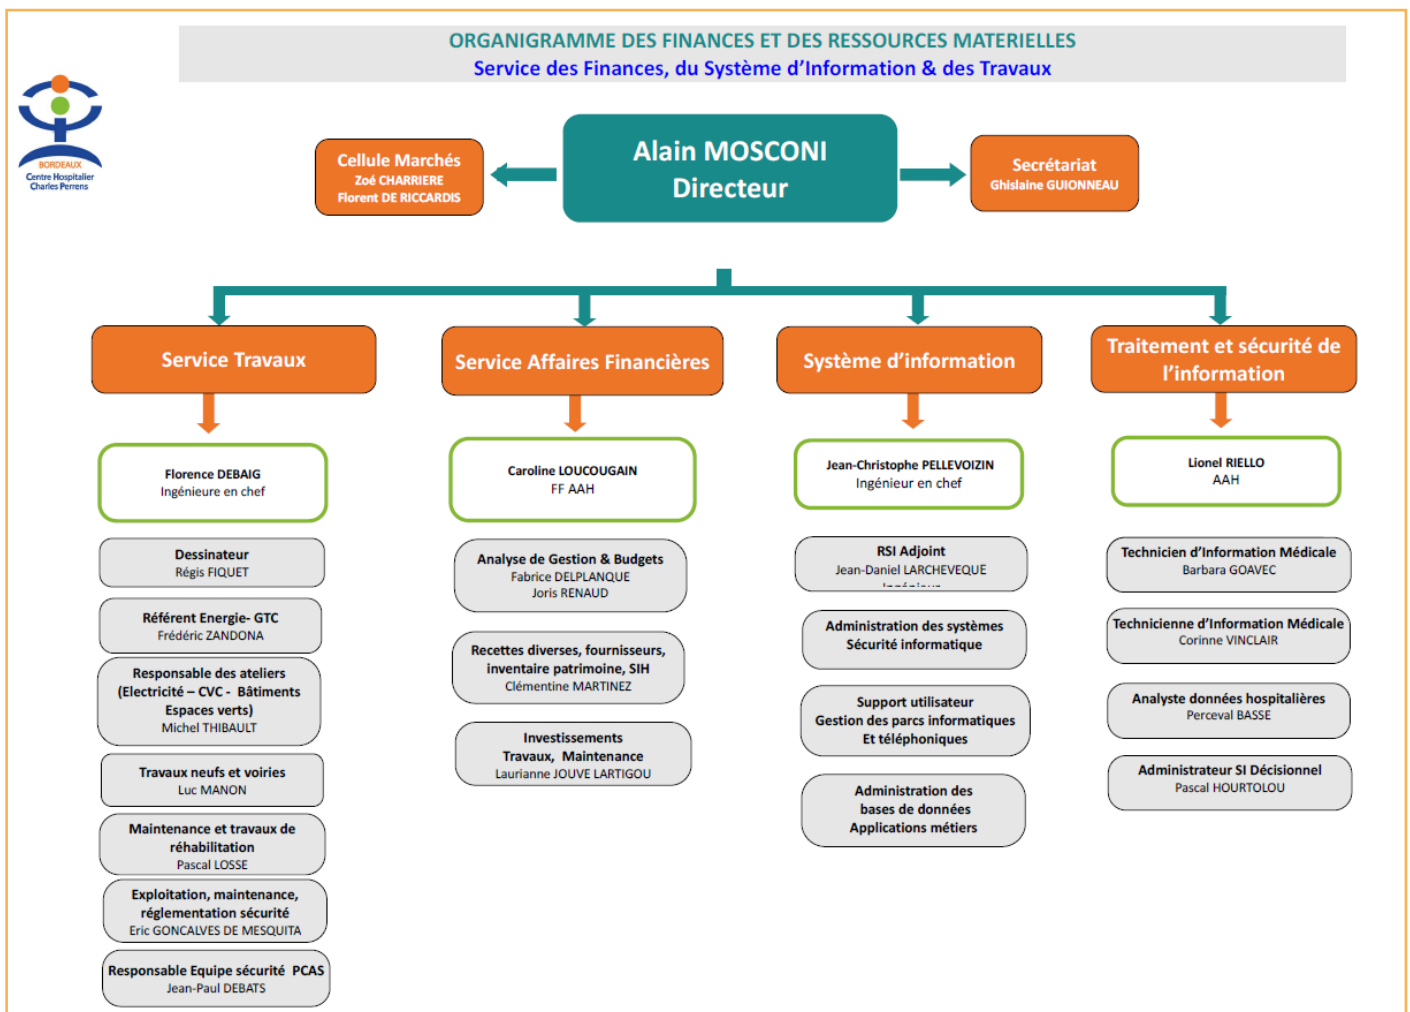 ORGANIGRAMME DES FINANCES ET DES RESSOURCES MATERIELLES
Service des Finances, du Système d'Information & des Travaux
BORDEAUX
Centre Hospitalier
Charles Perrens
Cellule Marchés
Zoé CHARRIERE
Florent DE RICCARDIS
Alain MOSCONI
Directeur
Secrétariat
Ghislaine GUIONNEAU
Service Travaux
Florence DEBAIG
Ingénieure en chef
Dessinateur
Régis FIQUET
Référent Energie- GTC
Frédéric ZANDONA
Responsable des ateliers
(Electricité – CVC - Bâtiments
Espaces verts)
Michel THIBAULT
Travaux neufs et voiries
Luc MANON
Maintenance et travaux de
réhabilitation
Pascal LOSSE
Exploitation, maintenance,
réglementation sécurité
Eric GONCALVES DE MESQUITA
Responsable Equipe sécurité PCAS
Jean-Paul DEBATS
Service Affaires Financières
Caroline LOUCOUGAIN
FF AAH
Analyse de Gestion & Budgets
Fabrice DELPLANQUE
Joris RENAUD
Recettes diverses, fournisseurs,
inventaire patrimoine, SIH
Clémentine MARTINEZ
Investissements
Travaux, Maintenance
Laurianne JOUVE LARTIGOU
Système d'information
Jean-Christophe PELLEVOIZIN
Ingénieur en chef
RSI Adjoint
Jean-Daniel LARCHEVEQUE
Administration des systèmes
Sécurité informatique
Support utilisateur
Gestion des parcs informatiques
Et téléphoniques
Administration des
bases de données
Applications métiers
Traitement et sécurité de
l'information
Lionel RIELLO
AAH
Technicien d'Information Médicale
Barbara GOAVEC
Technicienne d'Information Médicale
Corinne VINCLAIR
Analyste données hospitalières
Perceval BASSE
Administrateur SI Décisionnel
Pascal HOURTOLOU